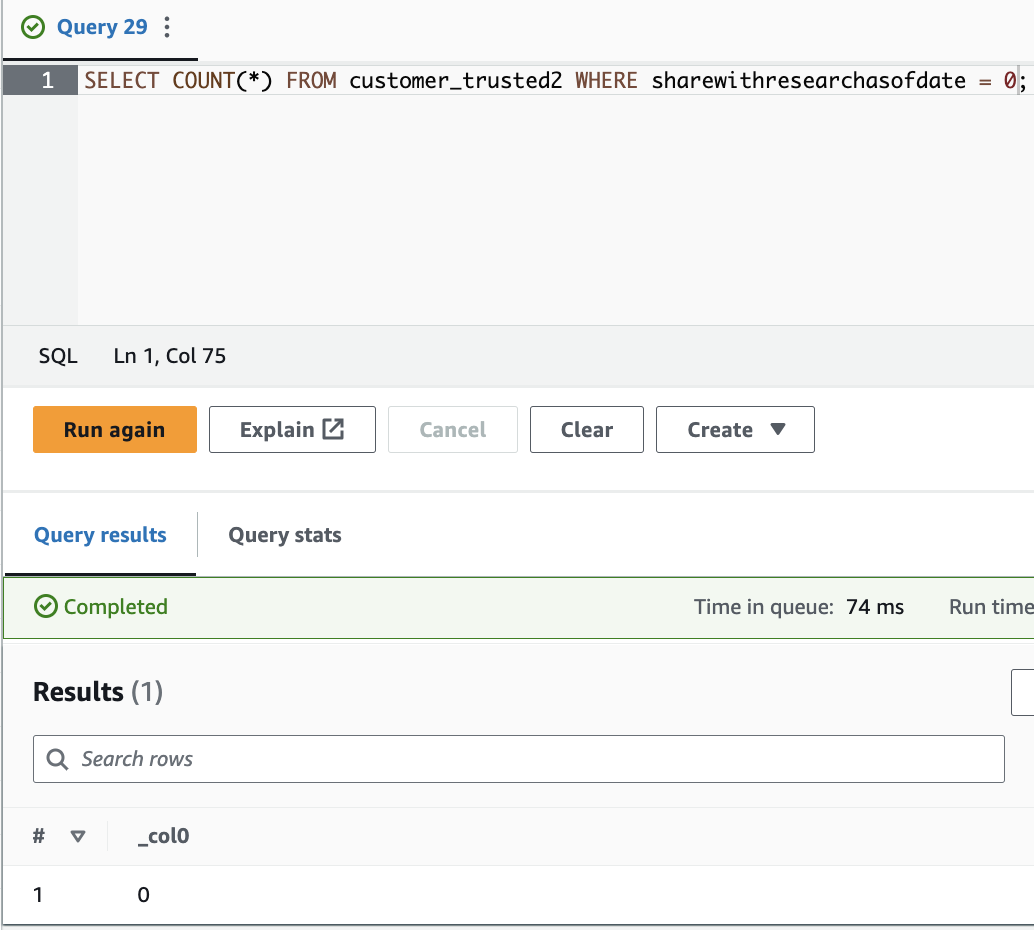 Query 29
1 SELECT COUNT(*) FROM customer_trusted2 WHERE sharewithresearchasofdate = 0;
SQL Ln 1, Col 75
Run again Explain Cancel Clear Create
Query results Query stats
Completed Time in queue: 74 ms Run time
Results (1)
Search rows
# _col0
1 0